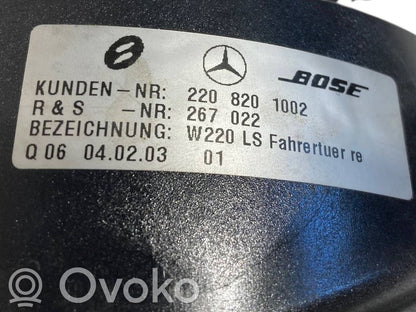 8 BOSE
KUNDEN-NR: 220 820 1002
R & S -NR: 267 022
BEZEICHNUNG: W220 LS Fahrertuer re
Q 06 04.02.03 01
Ovoko